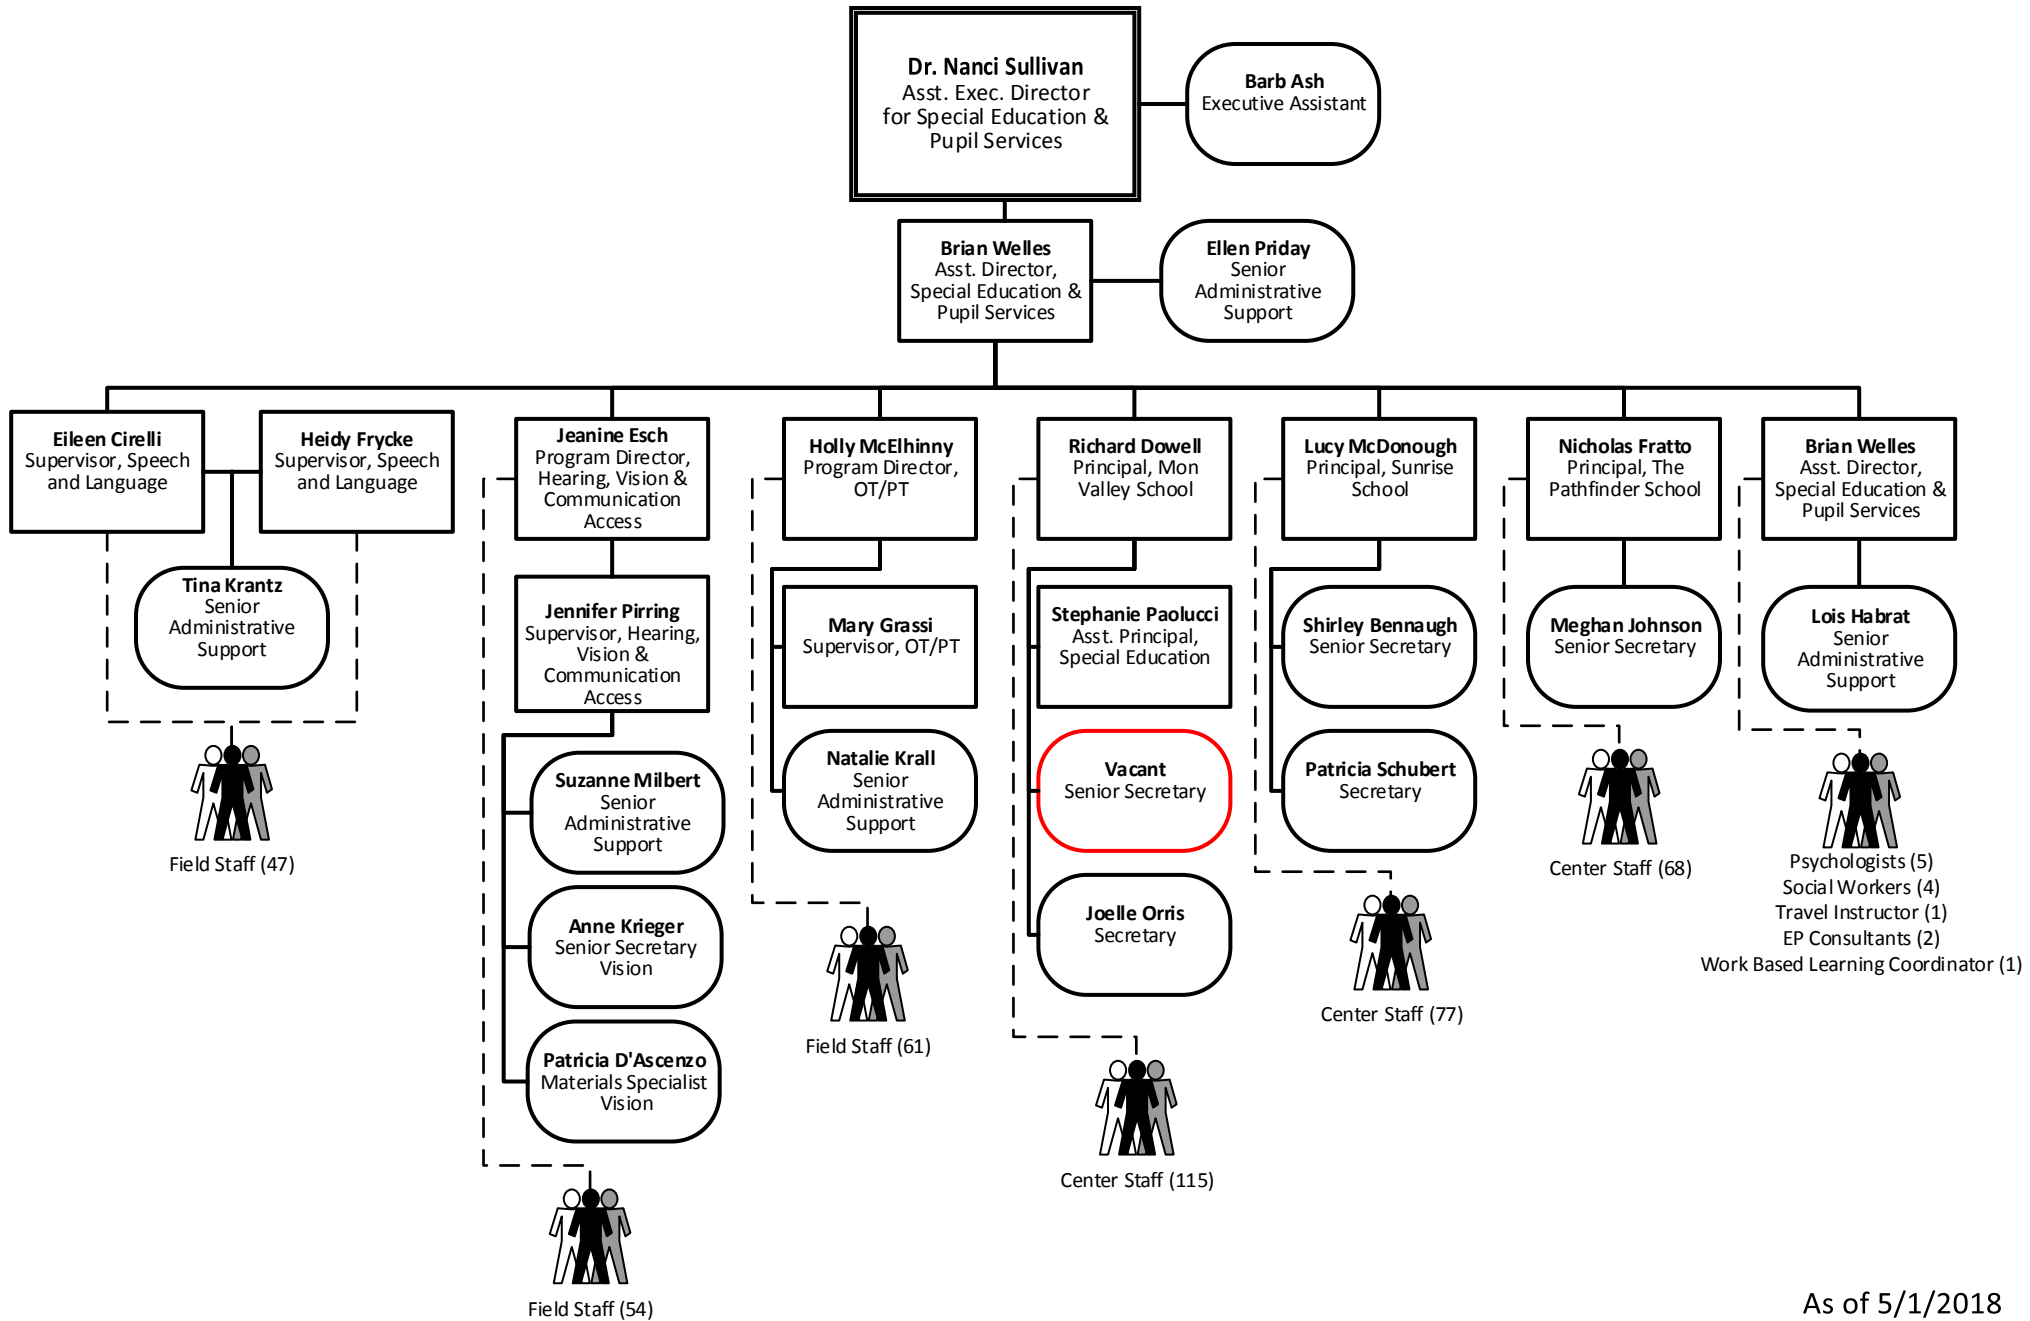 Dr. Nanci Sullivan
Asst. Exec. Director
for Special Education &
Pupil Services
Barb Ash
Executive Assistant
Brian Welles
Asst. Director,
Special Education &
Pupil Services
Ellen Priday
Senior
Administrative
Support
Eileen Cirelli
Supervisor, Speech
and Language
Heidy Frycke
Supervisor, Speech
and Language
Tina Krantz
Senior
Administrative
Support
Field Staff (47)
Jeanine Esch
Program Director,
Hearing, Vision &
Communication
Access
Jennifer Pirring
Supervisor, Hearing,
Vision &
Communication
Access
Suzanne Milbert
Senior
Administrative
Support
Anne Krieger
Senior Secretary
Vision
Patricia D'Ascenzo
Materials Specialist
Vision
Field Staff (54)
Holly McElhinny
Program Director,
OT/PT
Mary Grassi
Supervisor, OT/PT
Natalie Krall
Senior
Administrative
Support
Field Staff (61)
Richard Dowell
Principal, Mon
Valley School
Stephanie Paolucci
Asst. Principal,
Special Education
Vacant
Senior Secretary
Joelle Orris
Secretary
Center Staff (115)
Lucy McDonough
Principal, Sunrise
School
Shirley Bennaugh
Senior Secretary
Patricia Schubert
Secretary
Center Staff (77)
Nicholas Fratto
Principal, The
Pathfinder School
Meghan Johnson
Senior Secretary
Center Staff (68)
Brian Welles
Asst. Director,
Special Education &
Pupil Services
Lois Habrat
Senior
Administrative
Support
Psychologists (5)
Social Workers (4)
Travel Instructor (1)
EP Consultants (2)
Work Based Learning Coordinator (1)
As of 5/1/2018